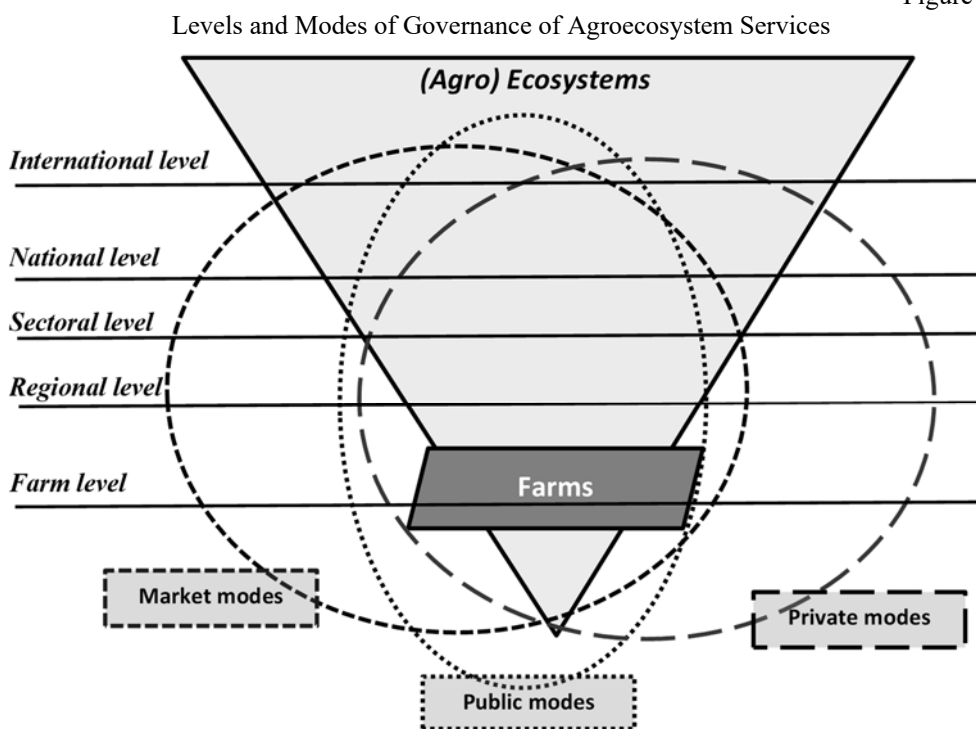 Figure
Levels and Modes of Governance of Agroecosystem Services
(Agro) Ecosystems
International level
National level
Sectoral level
Regional level
Farm level
Farms
Market modes
Private modes
Public modes